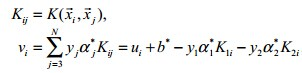 K_{ij} = K(\vec{x}_i, \vec{x}_j),
v_i = \sum_{j=3}^{N} y_j \alpha_j^* K_{ij} = u_i + b^* - y_1 \alpha_1^* K_{1i} - y_2 \alpha_2^* K_{2i}